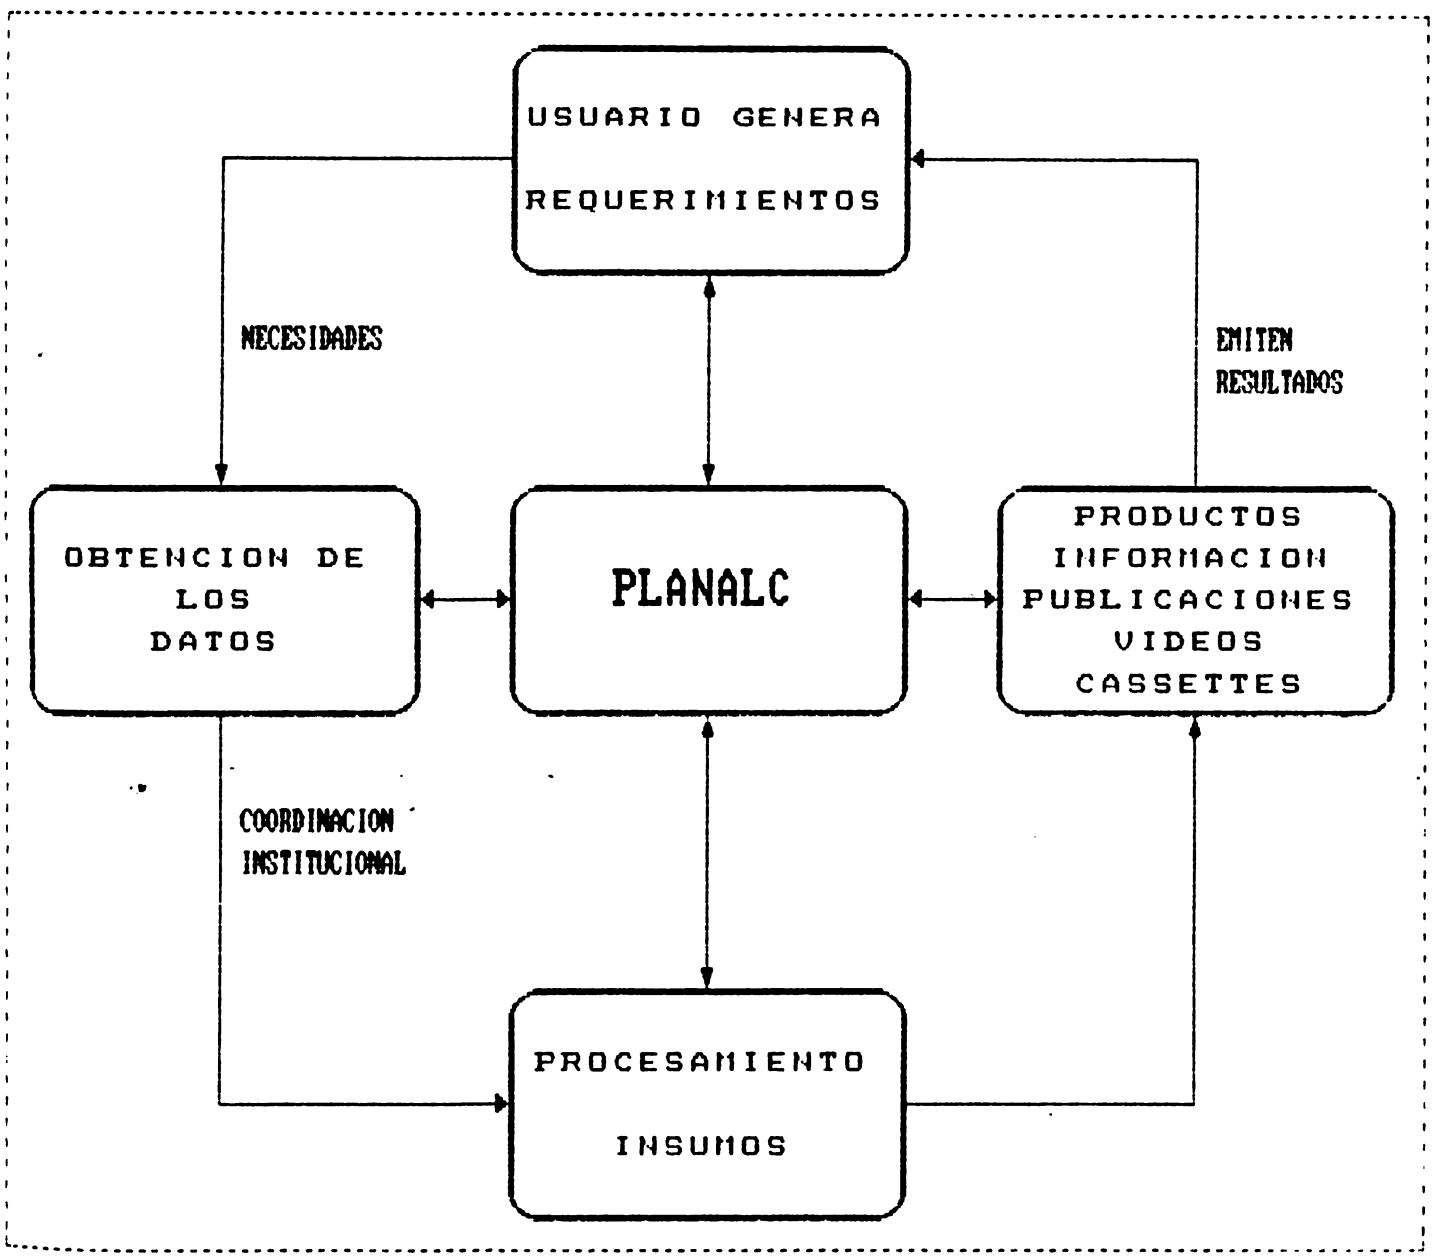 USUARIO GENERA
REQUERIMIENTOS
NECESIDADES
EMITEN
RESULTADOS
OBTENCION DE
LOS
DATOS
PLANALC
PRODUCTOS
INFORMACION
PUBLICACIONES
VIDEOS
CASSETTES
COORDINACION
INSTITUCIONAL
PROCESAMIENTO
INSUMOS